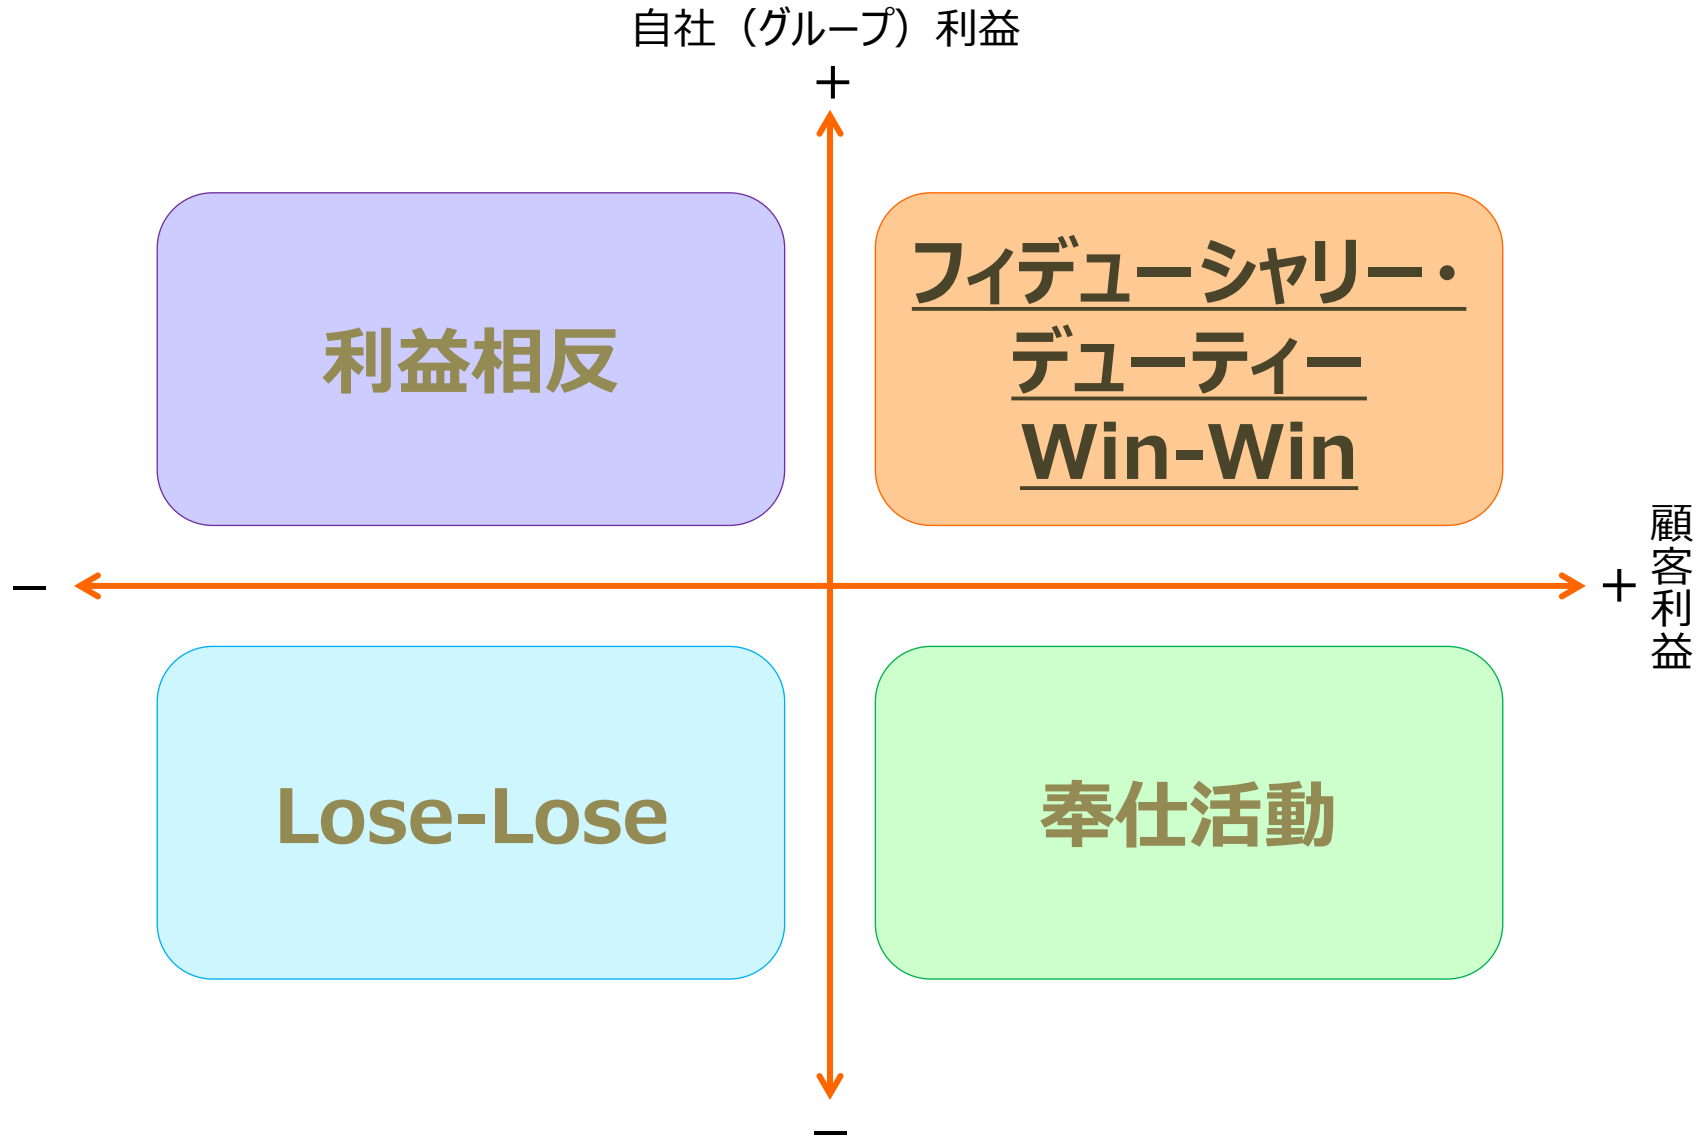 自社（グループ）利益
＋
利益相反
フィデューシャリー・
デューティー
Win-Win
－
＋
顧客利益
Lose-Lose
奉仕活動
－